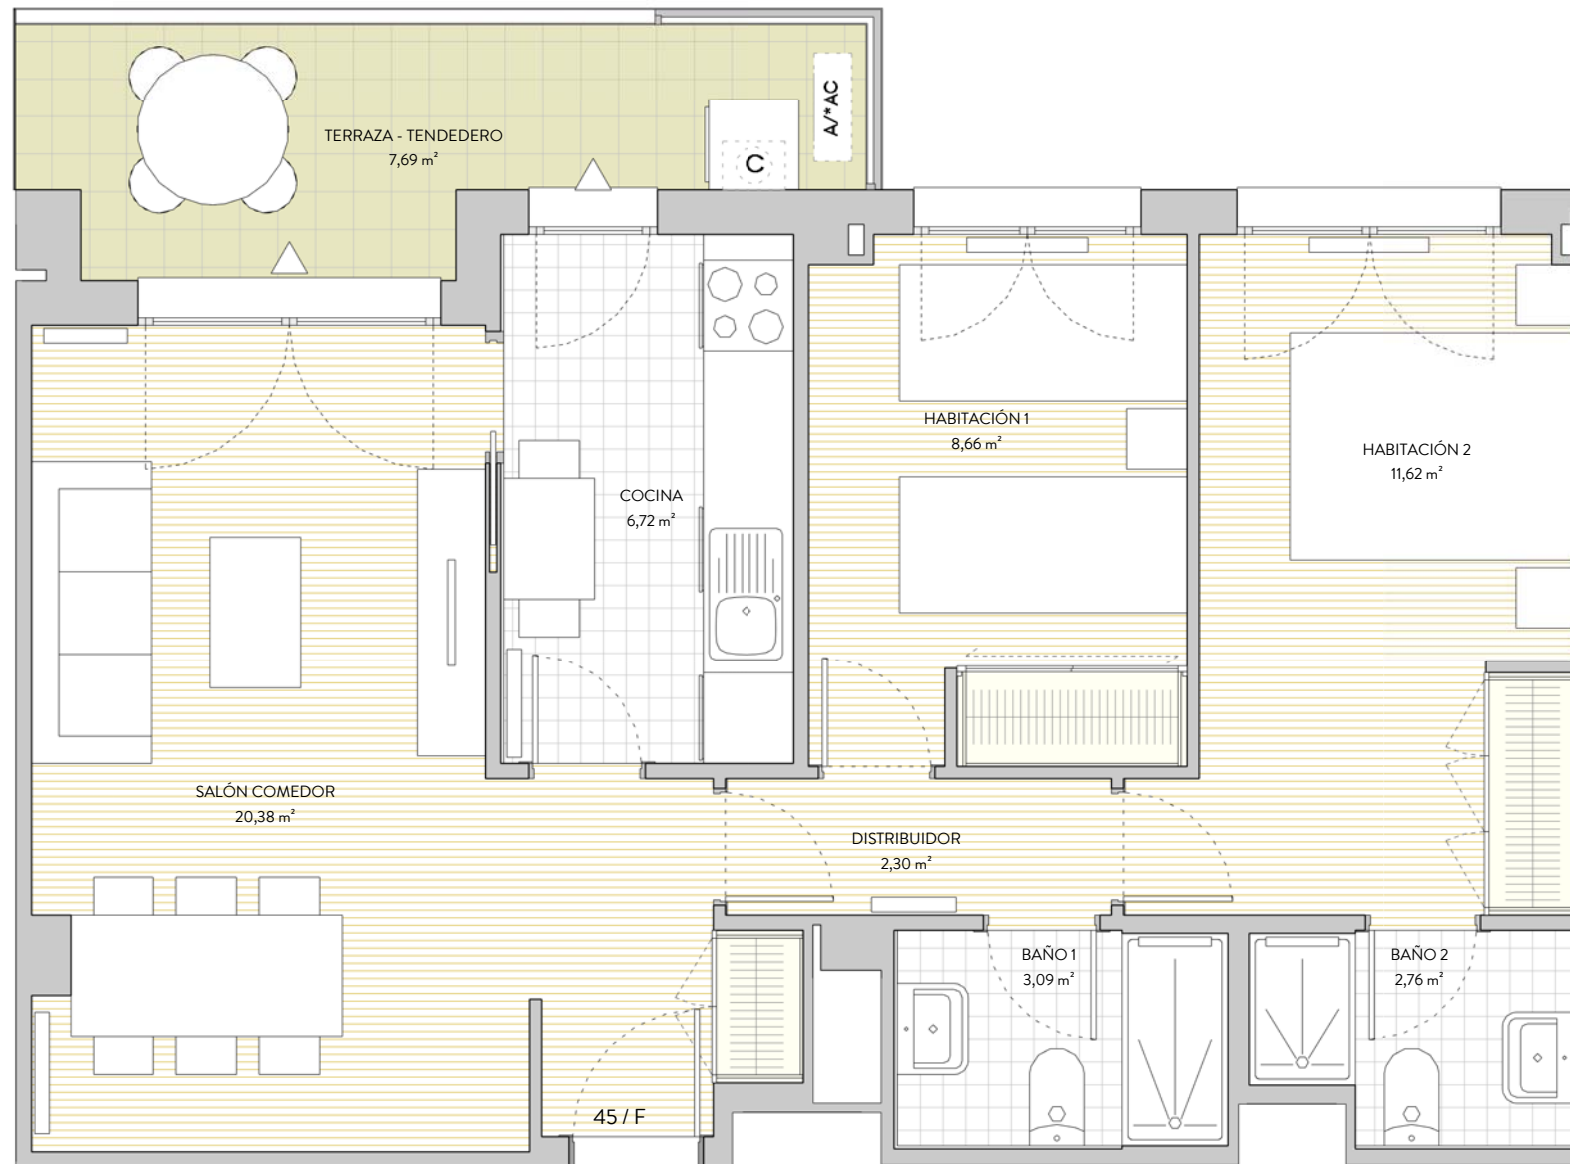 A/*AC
TERRAZA - TENDEDERO
7,69 m²
C
HABITACIÓN 1
8,66 m²
HABITACIÓN 2
11,62 m²
COCINA
6,72 m²
SALÓN COMEDOR
20,38 m²
DISTRIBUIDOR
2,30 m²
BAÑO 1
3,09 m²
BAÑO 2
2,76 m²
45 / F